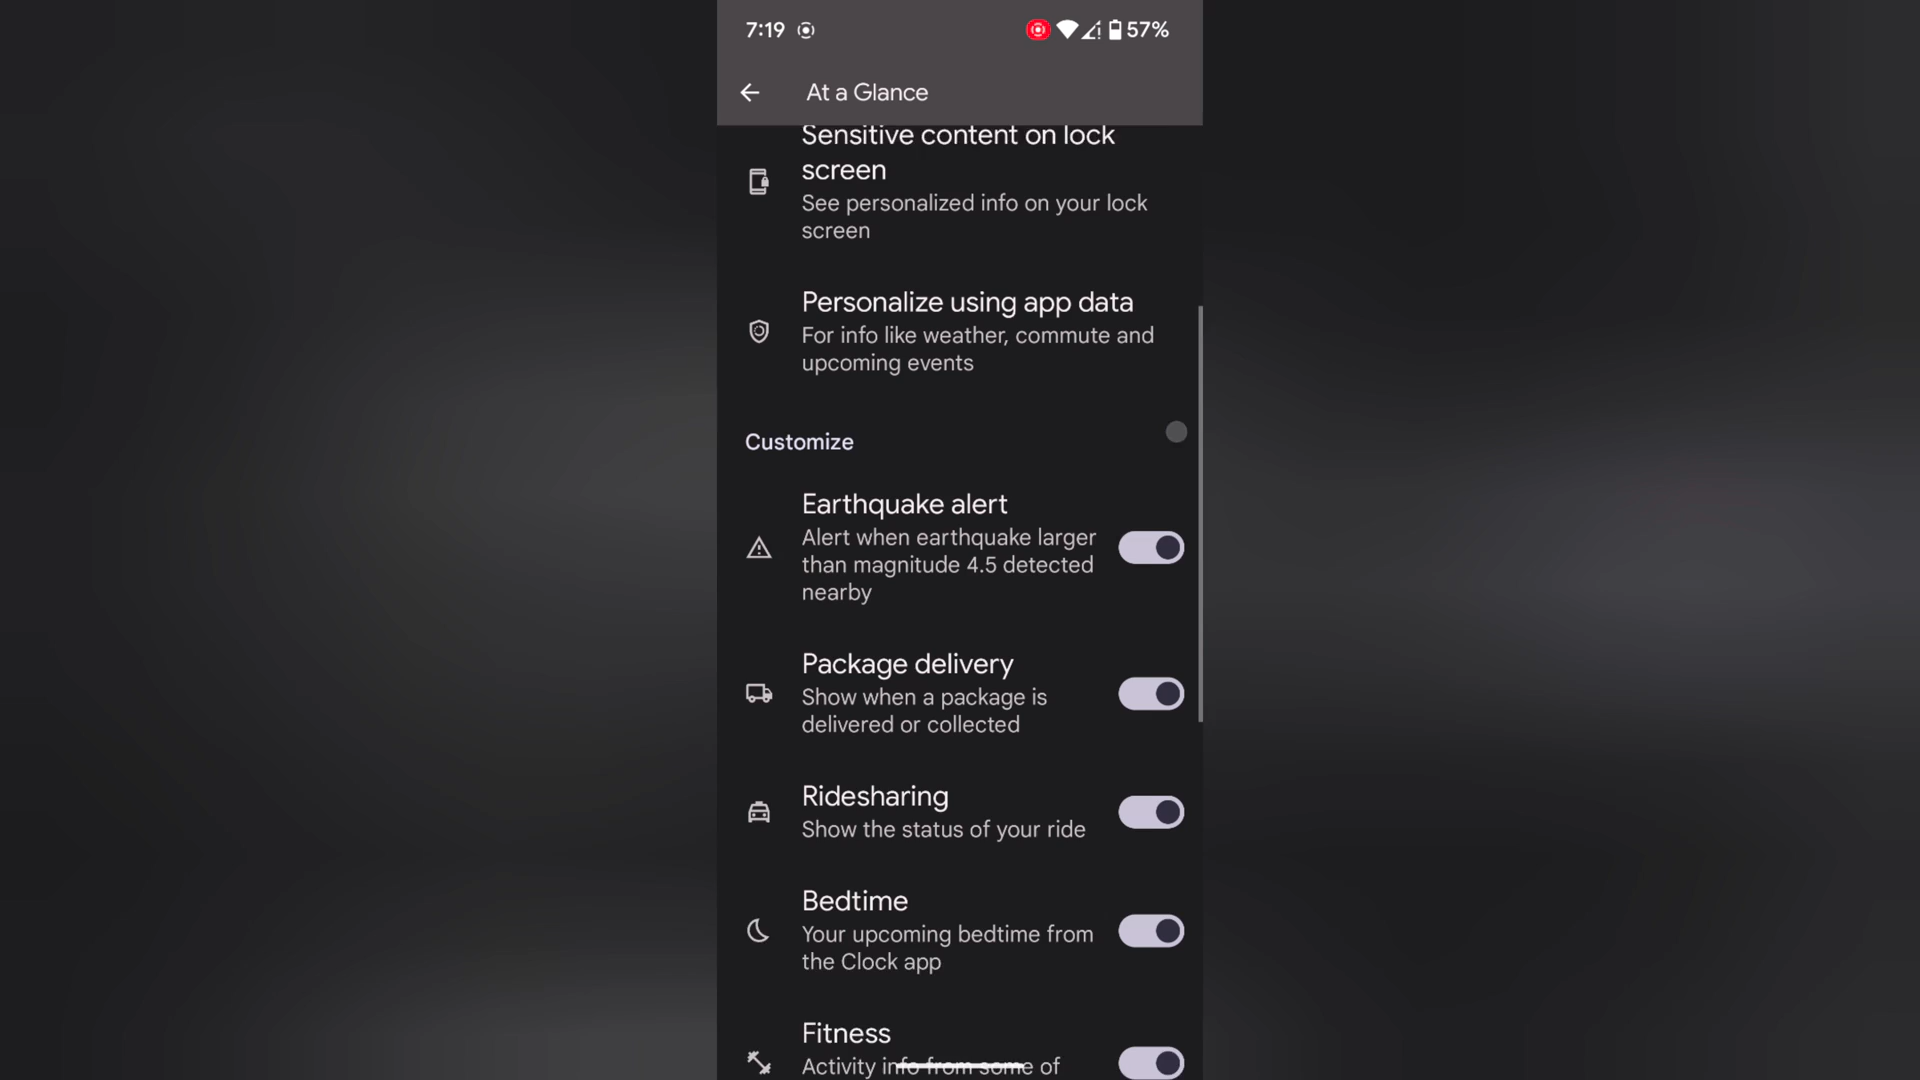 7:19
57%
At a Glance
Sensitive content on lock
screen
See personalized info on your lock
screen
Personalize using app data
For info like weather, commute and
upcoming events
Customize
Earthquake alert
Alert when earthquake larger
than magnitude 4.5 detected
nearby
Package delivery
Show when a package is
delivered or collected
Ridesharing
Show the status of your ride
Bedtime
Your upcoming bedtime from
the Clock app
Fitness
Activity info from some of